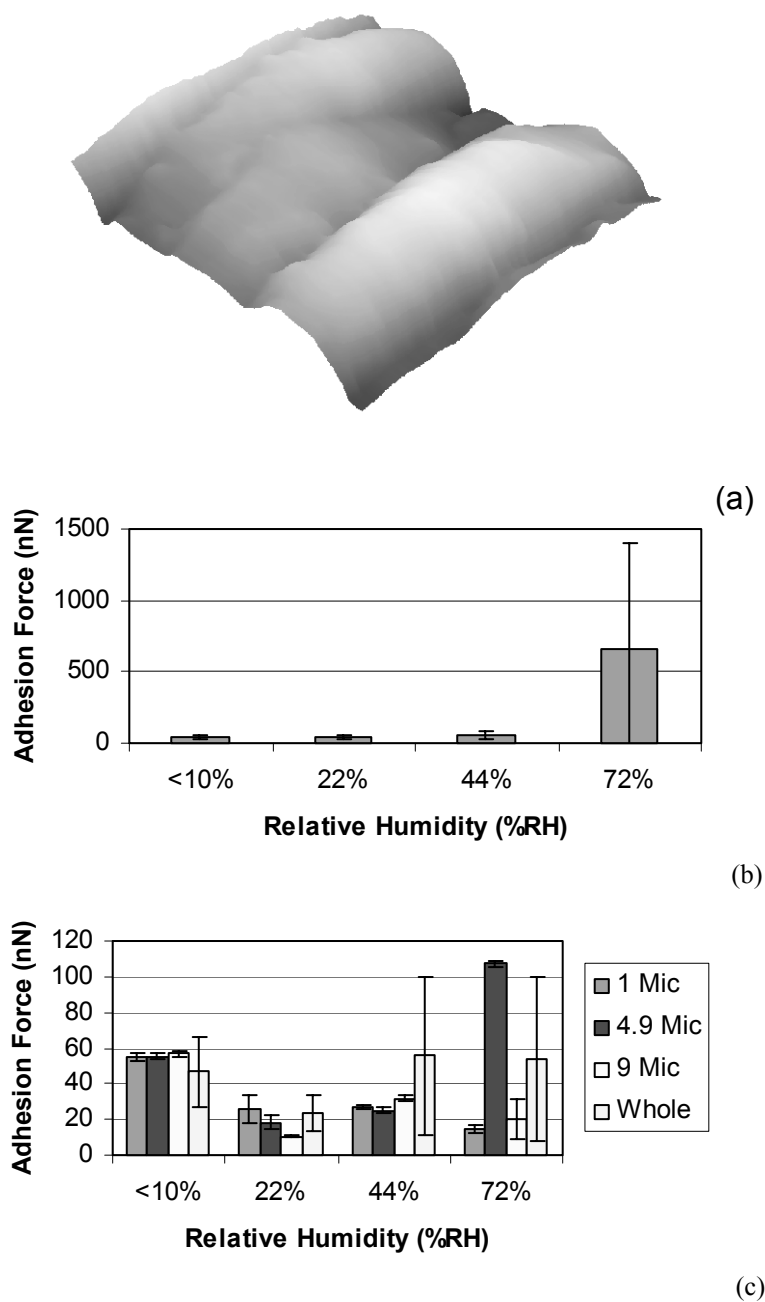 (a)
1500
1000
500
0
Adhesion Force (nN)
<10% 22% 44% 72%
Relative Humidity (%RH)
(b)
120
100
80
60
40
20
0
Adhesion Force (nN)
<10% 22% 44% 72%
Relative Humidity (%RH)
1 Mic
4.9 Mic
9 Mic
Whole
(c)